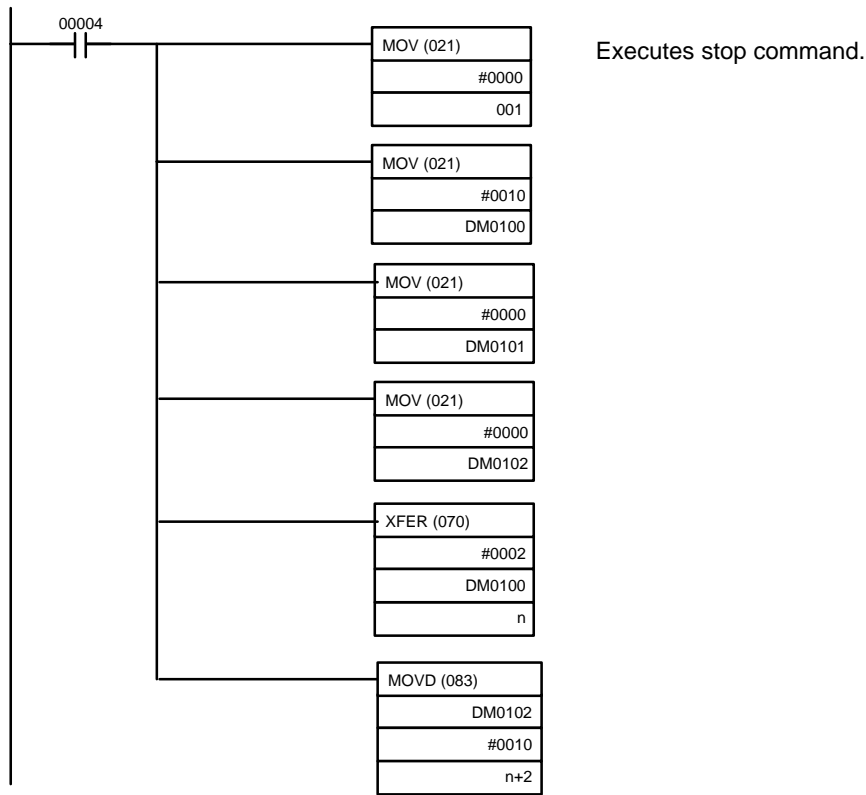 00004
MOV (021)
#0000
001
Executes stop command.
MOV (021)
#0010
DM0100
MOV (021)
#0000
DM0101
MOV (021)
#0000
DM0102
XFER (070)
#0002
DM0100
n
MOVD (083)
DM0102
#0010
n+2